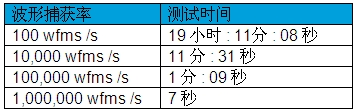 波形捕获率 测试时间
100 wfms /s 19 小时 : 11分 : 08 秒
10,000 wfms /s 11 分 : 31 秒
100,000 wfms /s 1 分 : 09 秒
1,000,000 wfms /s 7 秒